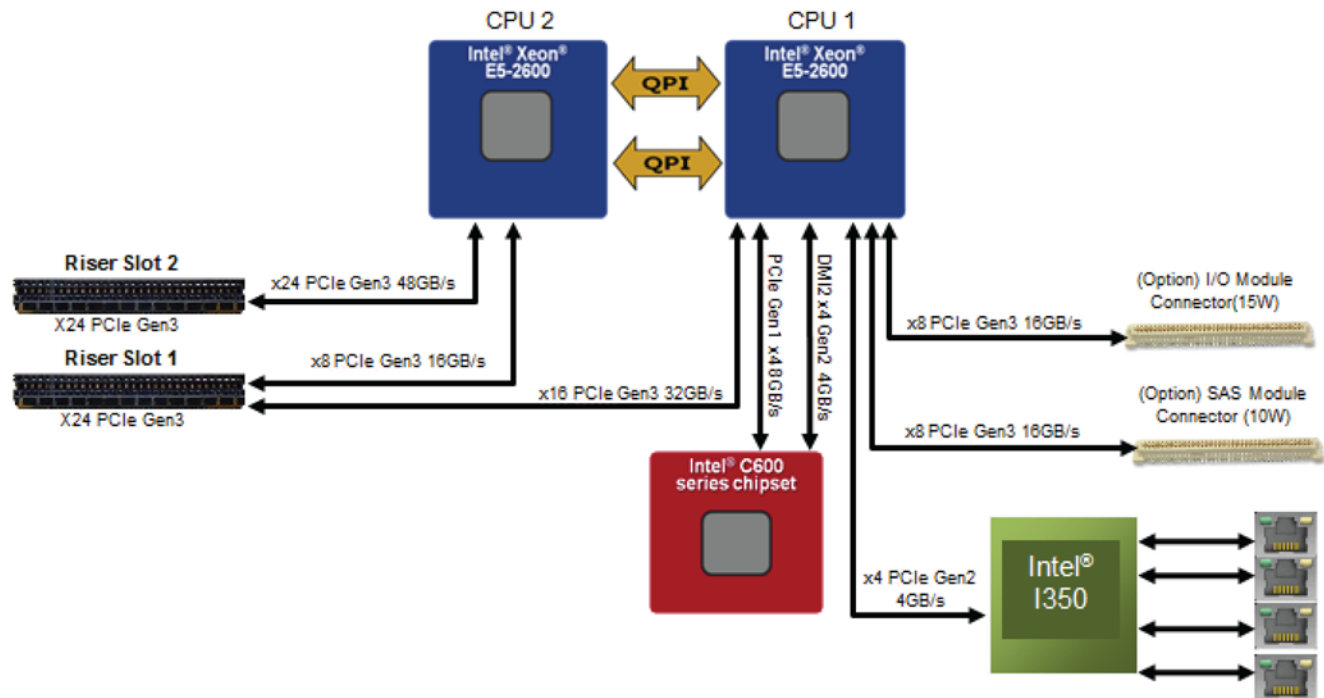 CPU 2
CPU 1
Intel® Xeon®
E5-2600
Intel® Xeon®
E5-2600
QPI
QPI
Riser Slot 2
X24 PCIe Gen3
x24 PCIe Gen3 48GB/s
Riser Slot 1
X24 PCIe Gen3
x8 PCIe Gen3 16GB/s
x16 PCIe Gen3 32GB/s
PCIe Gen1 x4 8GB/s
DMI2 x4 Gen2 4GB/s
(Option) I/O Module
Connector(15W)
x8 PCIe Gen3 16GB/s
(Option) SAS Module
Connector (10W)
x8 PCIe Gen3 16GB/s
Intel® C600
series chipset
x4 PCIe Gen2
4GB/s
Intel®
I350